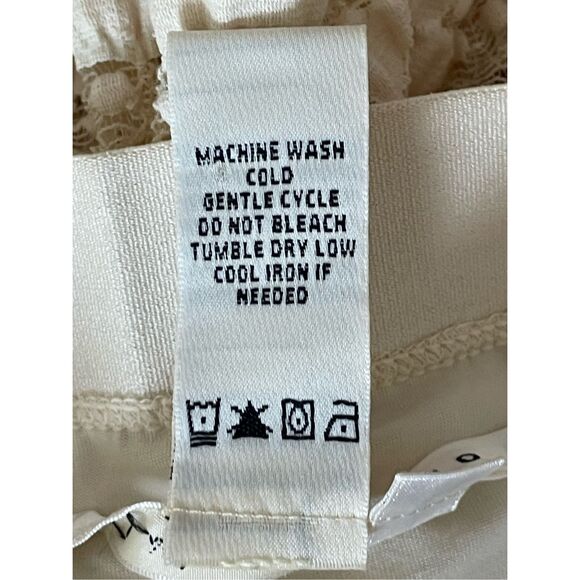 MACHINE WASH
COLD
GENTLE CYCLE
DO NOT BLEACH
TUMBLE DRY LOW
COOL IRON IF
NEEDED